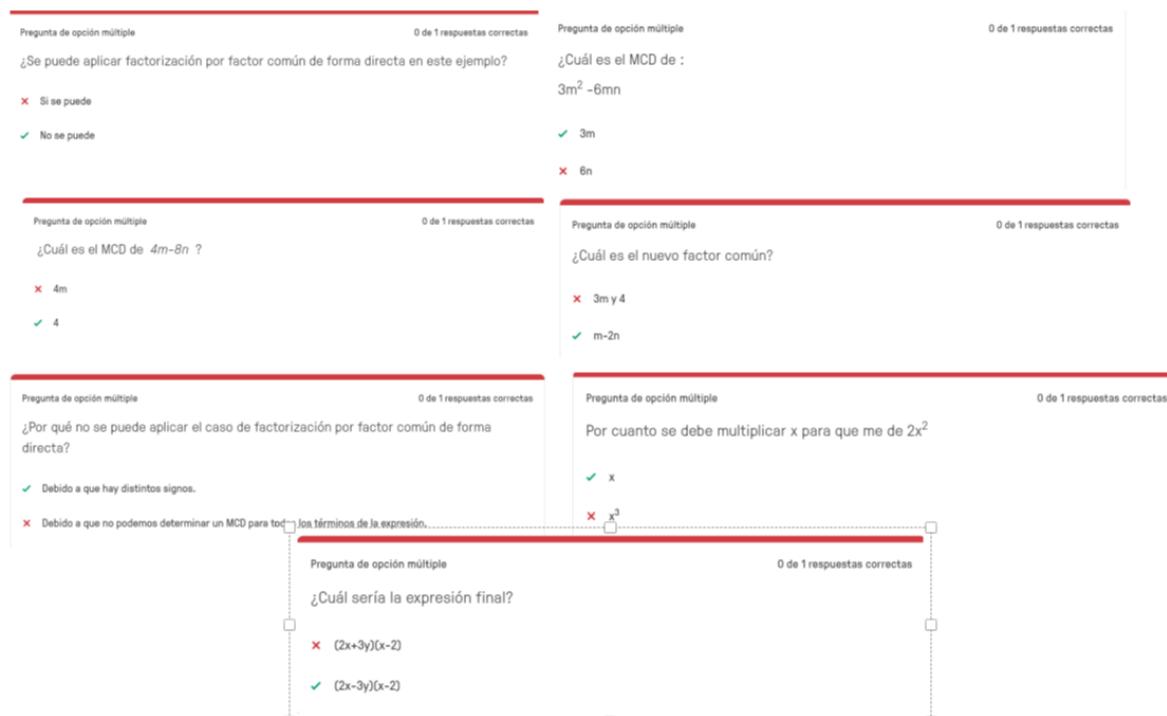 Pregunta de opción múltiple 0 de 1 respuestas correctas
¿Se puede aplicar factorización por factor común de forma directa en este ejemplo?
Si se puede
No se puede
Pregunta de opción múltiple 0 de 1 respuestas correctas
¿Cuál es el MCD de :
3m² -6mn
3m
6n
Pregunta de opción múltiple 0 de 1 respuestas correctas
¿Cuál es el MCD de 4m-8n ?
4m
4
Pregunta de opción múltiple 0 de 1 respuestas correctas
¿Cuál es el nuevo factor común?
3m y 4
m-2n
Pregunta de opción múltiple 0 de 1 respuestas correctas
¿Por qué no se puede aplicar el caso de factorización por factor común de forma
directa?
Debido a que hay distintos signos.
Debido a que no podemos determinar un MCD para todos los términos de la expresión.
Pregunta de opción múltiple 0 de 1 respuestas correctas
Por cuanto se debe multiplicar x para que me de 2x²
x
x³
Pregunta de opción múltiple 0 de 1 respuestas correctas
¿Cuál sería la expresión final?
(2x+3y)(x-2)
(2x-3y)(x-2)